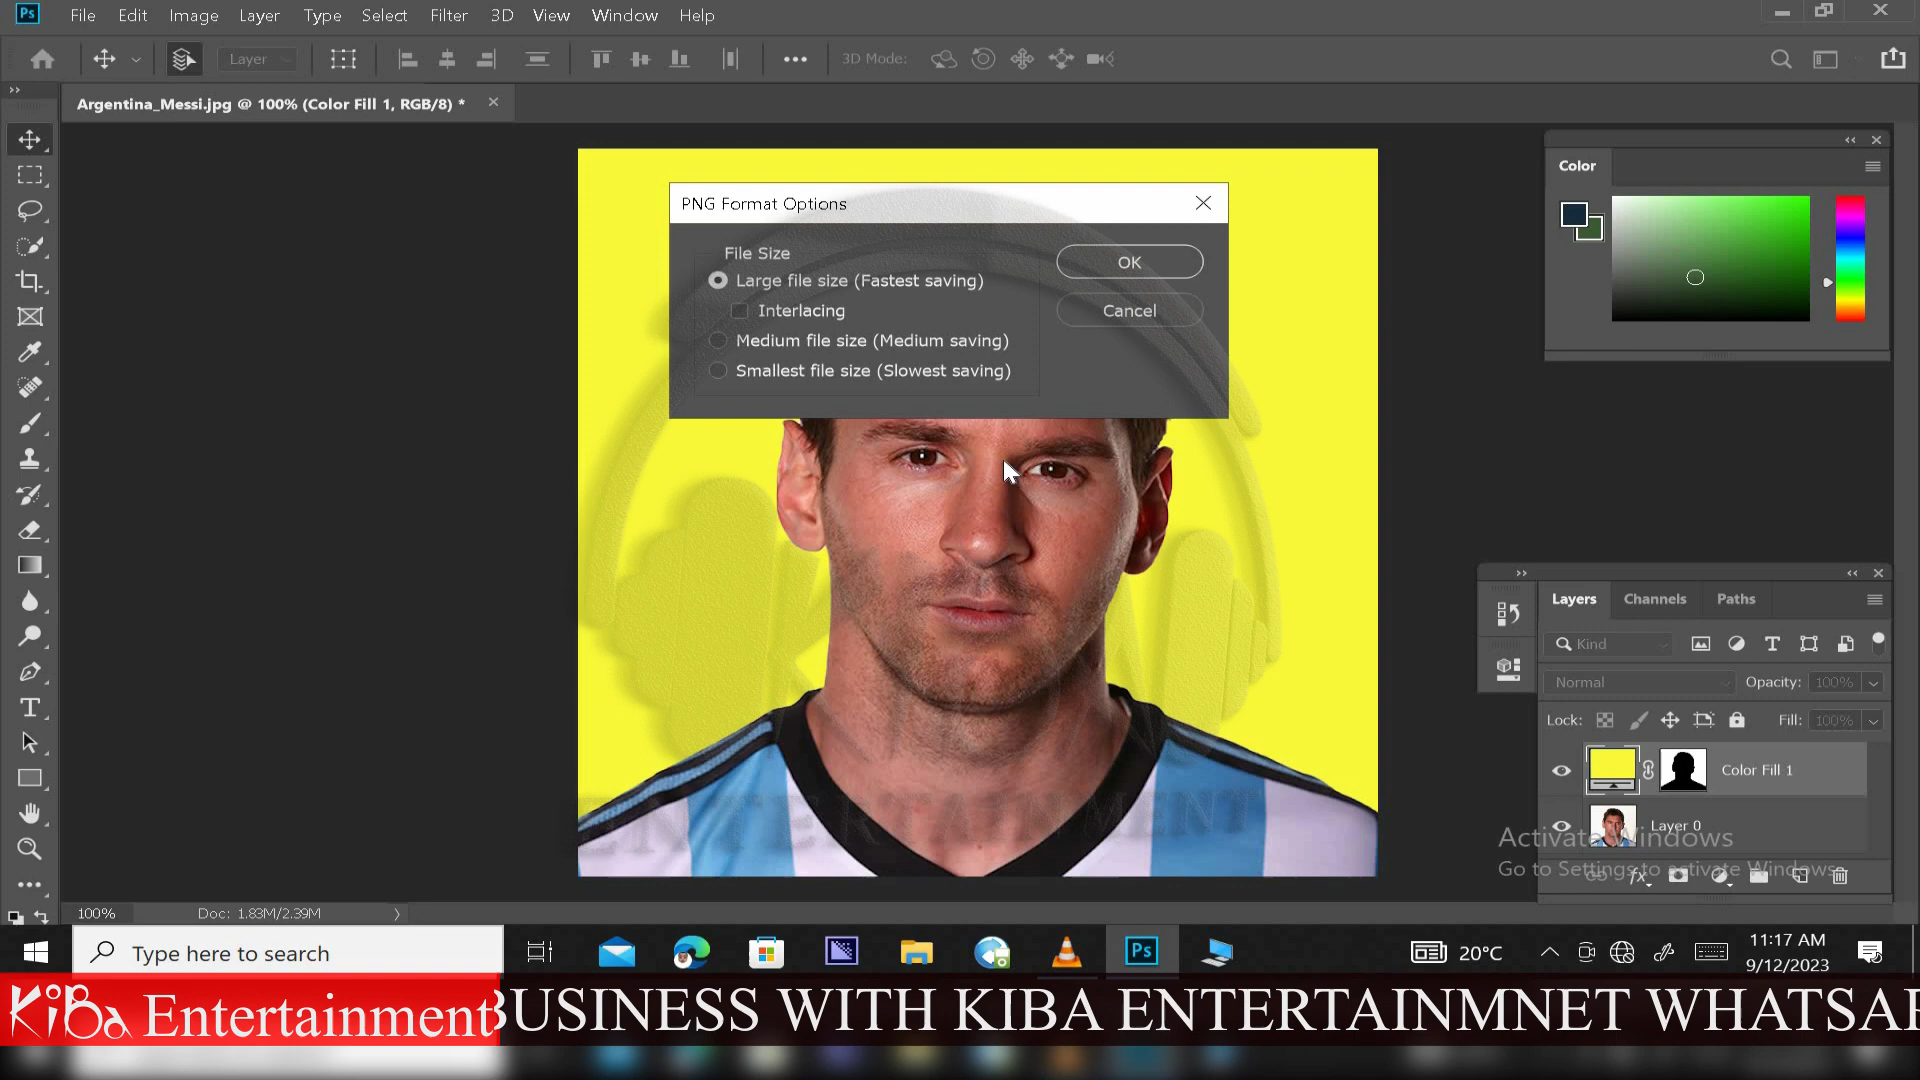 Ps File Edit Image Layer Type Select Filter 3D View Window Help
Layer 3D Mode:
Argentina_Messi.jpg @ 100% (Color Fill 1, RGB/8) *
Color
PNG Format Options
File Size
Large file size (Fastest saving)
Interlacing
Medium file size (Medium saving)
Smallest file size (Slowest saving)
OK
Cancel
Layers Channels Paths
Kind
Normal Opacity: 100%
Lock: Fill: 100%
Color Fill 1
Layer 0
ENTERTAINMENT
Activate Windows
Go to Settings to activate Windows.
fx
100% Doc: 1.83M/2.39M
Type here to search
Ps
20°C
11:17 AM
9/12/2023
KiBa Entertainment
BUSINESS WITH KIBA ENTERTAINMNET WHATSAP